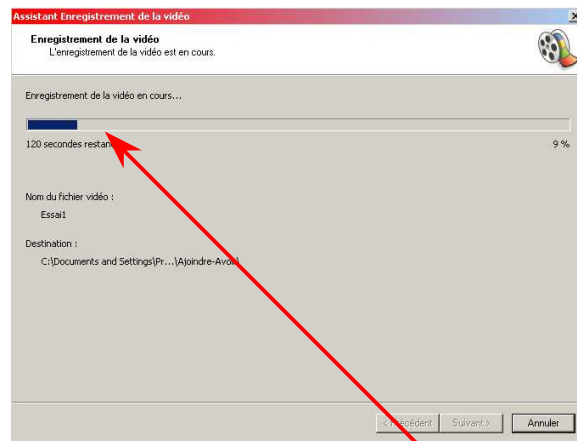 Assistant Enregistrement de la vidéo
Enregistrement de la vidéo
L'enregistrement de la vidéo est en cours.
Enregistrement de la vidéo en cours...
120 secondes restantes
9 %
Nom du fichier vidéo :
Essai1
Destination :
C:\Documents and Settings\Pr...\Ajoindre-Avoir\
< Précédent Suivant > Annuler